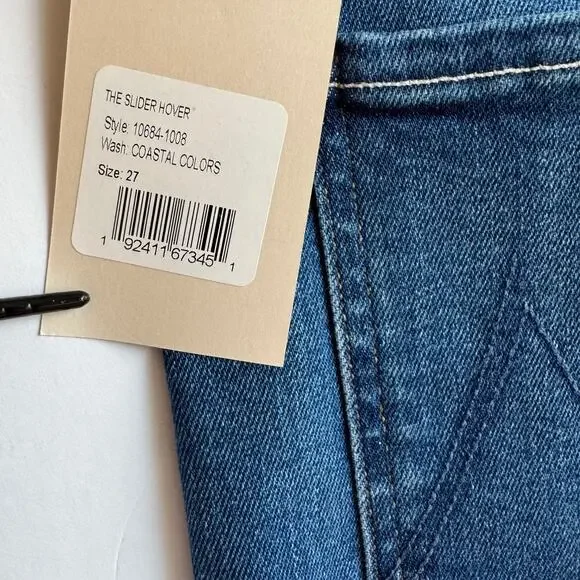 THE SLIDER HOVER®
Style: 10684-1008
Wash: COASTAL COLORS
Size: 27
1 92411 67345 1